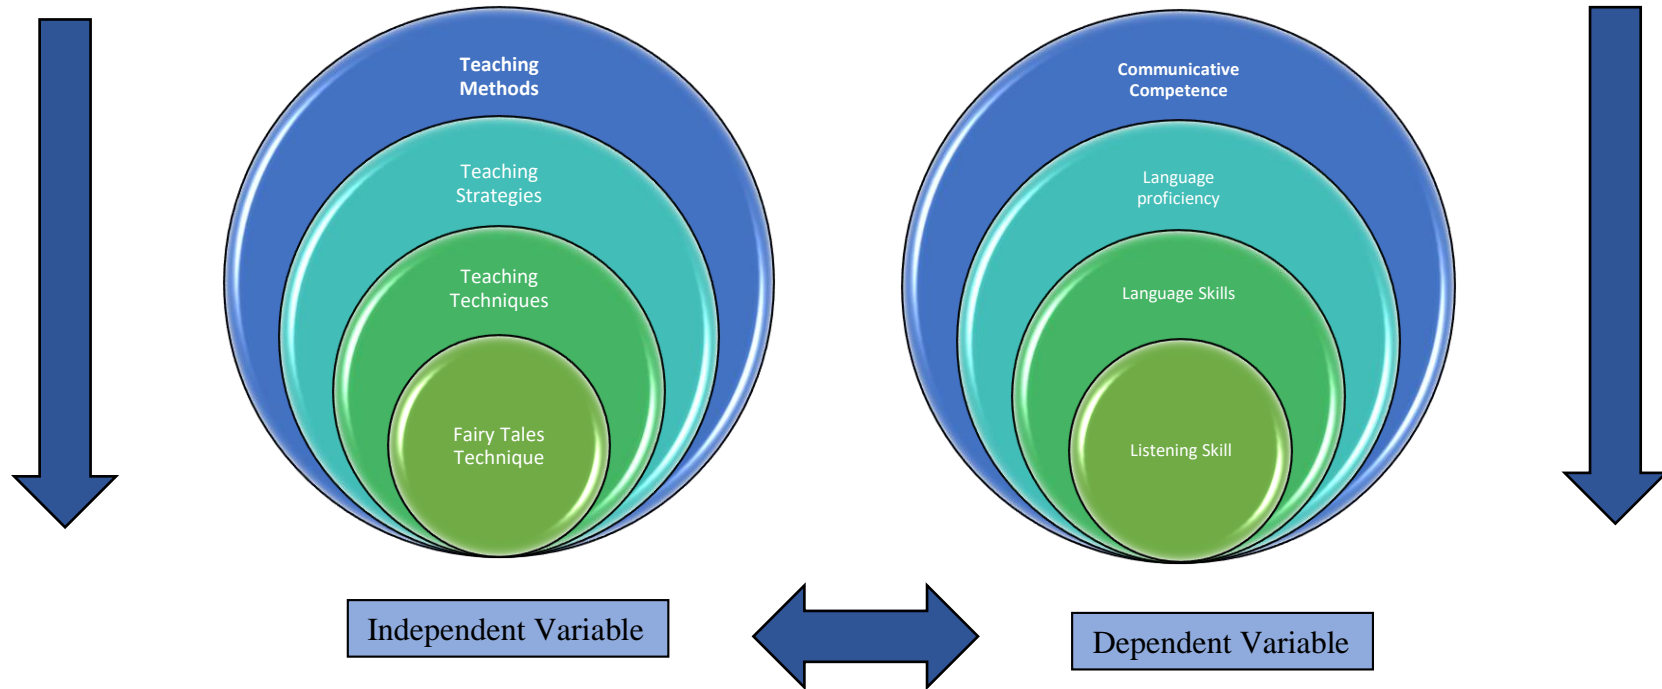 Teaching
Methods
Teaching
Strategies
Teaching
Techniques
Fairy Tales
Technique
Communicative
Competence
Language
proficiency
Language Skills
Listening Skill
Independent Variable
Dependent Variable